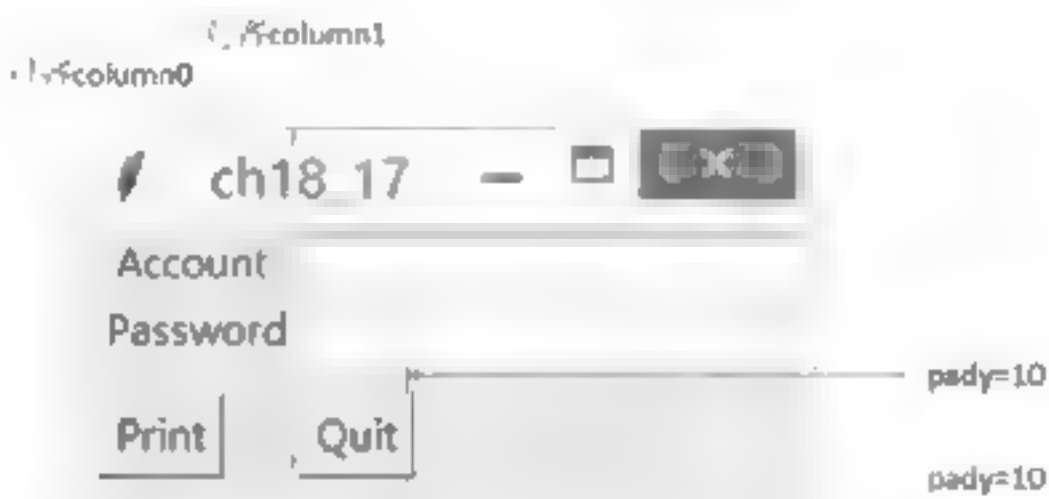 column1
column0
ch18_17
Account
Password
pady=10
Print Quit
pady=10